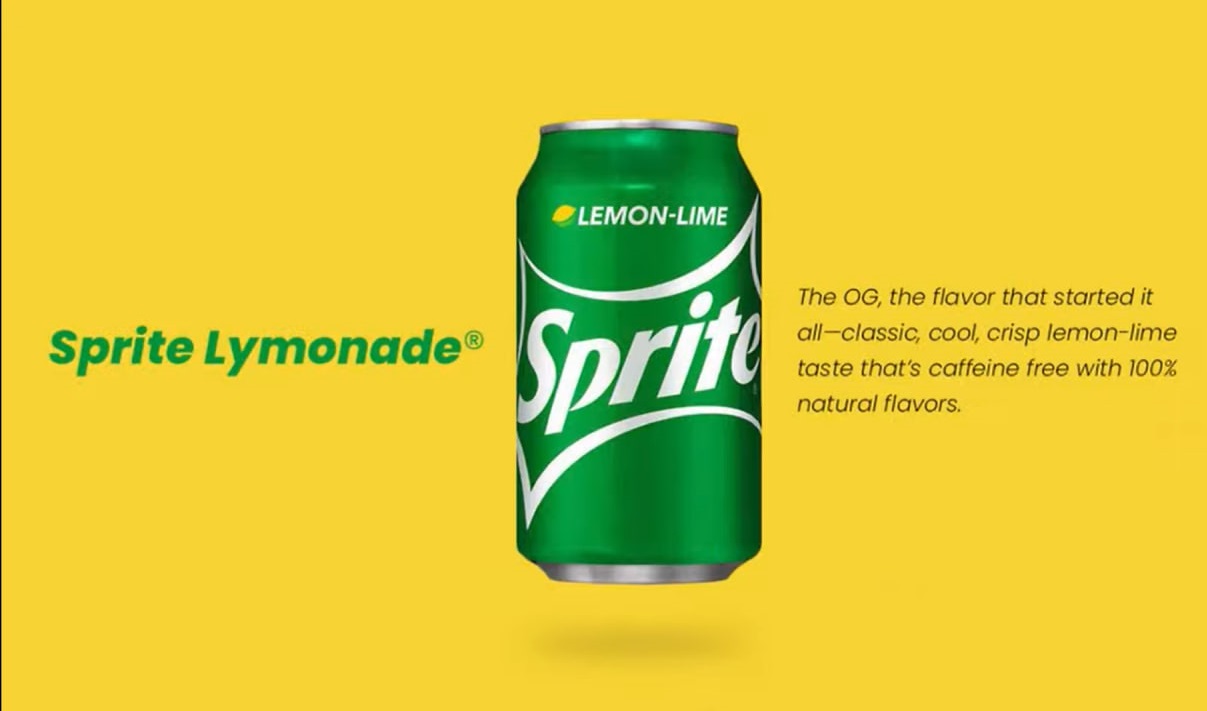 Sprite Lymonade®
LEMON-LIME
Sprite
The OG, the flavor that started it
all—classic, cool, crisp lemon-lime
taste that's caffeine free with 100%
natural flavors.